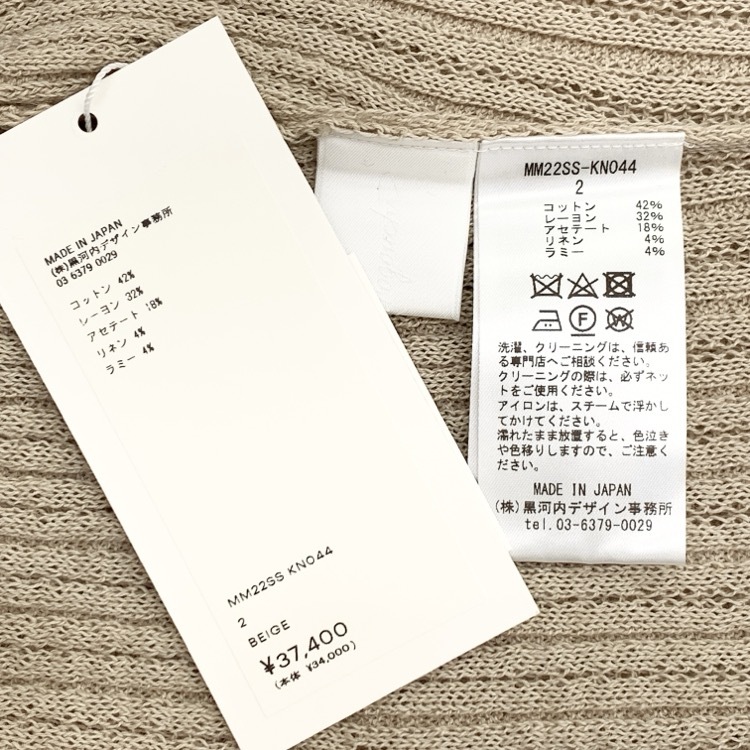 MADE IN JAPAN
(株)黒河内デザイン事務所
03 6379 0029
コットン 42%
レーヨン 32%
アセテート 18%
リネン 4%
ラミー 4%
MM22SS KN044
2
BEIGE
¥37,400
(本体 ¥34,000)
MM22SS-KN044
2
コットン 42%
レーヨン 32%
アセテート 18%
リネン 4%
ラミー 4%
F
W
洗濯、クリーニングは、信頼あ
る専門店へご相談ください。
クリーニングの際は、必ずネッ
トをご使用ください。
アイロンは、スチームで浮かし
てかけてください。
濡れたまま放置すると、色泣き
や色移りしますので、ご注意く
ださい。
MADE IN JAPAN
(株)黒河内デザイン事務所
tel.03-6379-0029